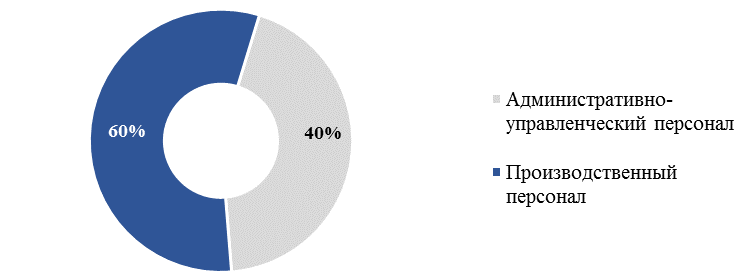 60%
40%
Административно-
управленческий персонал
Производственный
персонал